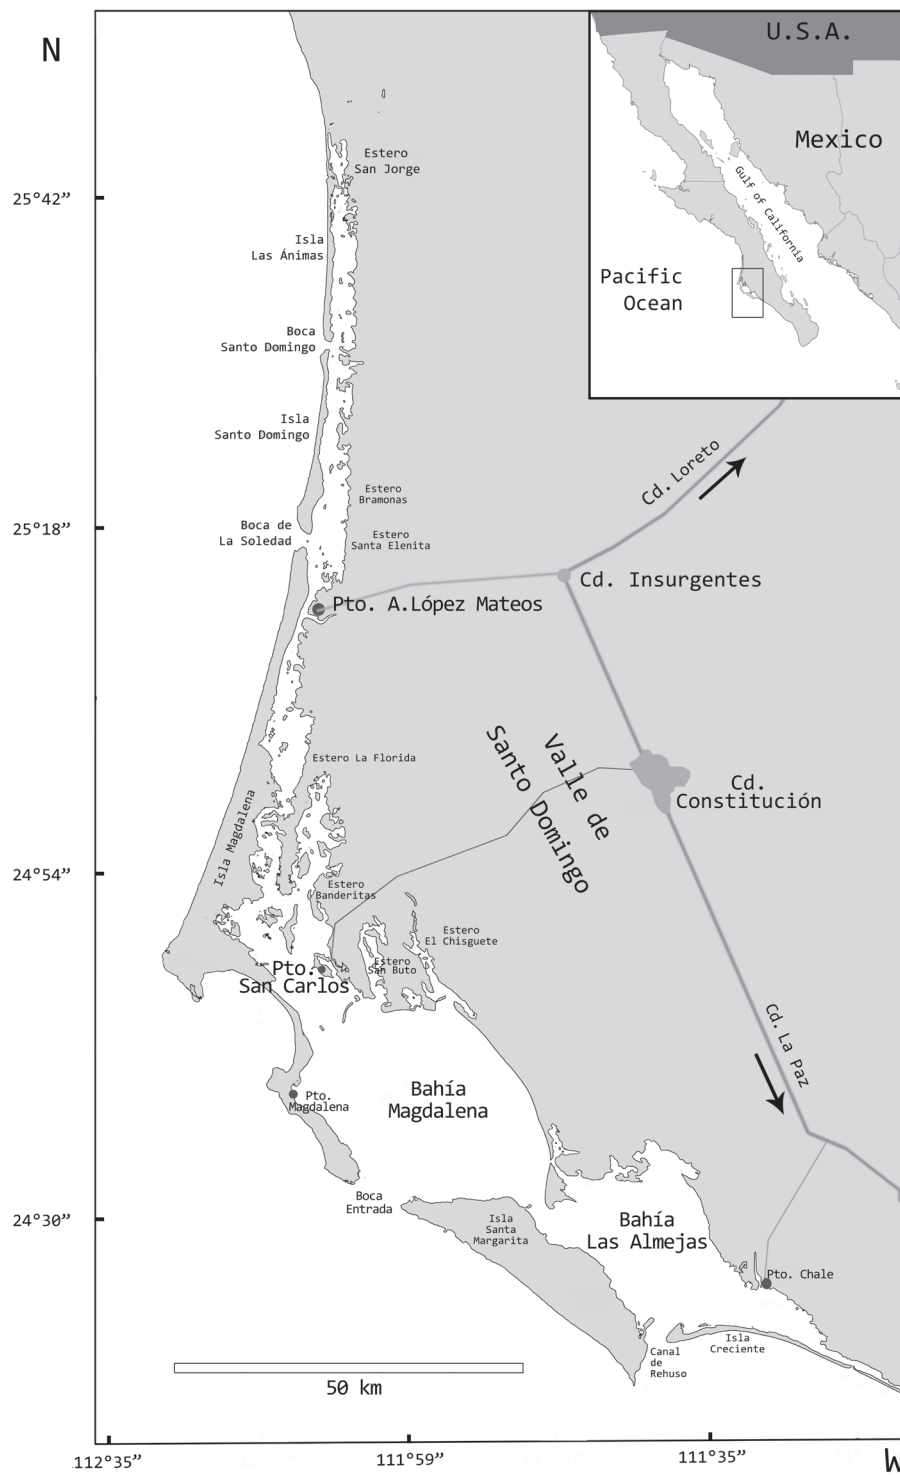 N
U.S.A.
Mexico
Gulf of California
Pacific
Ocean
25°42”
Estero
San Jorge
Isla
Las Ánimas
Boca
Santo Domingo
Isla
Santo Domingo
Cd. Loreto
Estero
Bramonas
25°18”
Boca de
La Soledad
Estero
Santa Elenita
Cd. Insurgentes
Pto. A.López Mateos
Valle de
Santo Domingo
Estero La Florida
Cd.
Constitución
Isla Magdalena
24°54”
Estero
Banderitas
Estero
El Chisguete
Estero
San Buto
Pto.
San Carlos
Cd. La Paz
Bahía
Magdalena
Pto.
Magdalena
Boca
Entrada
24°30”
Isla
Santa
Margarita
Bahía
Las Almejas
Pto. Chale
Isla
Creciente
Canal
de
Rehuso
50 km
112°35”
111°59”
111°35”
W